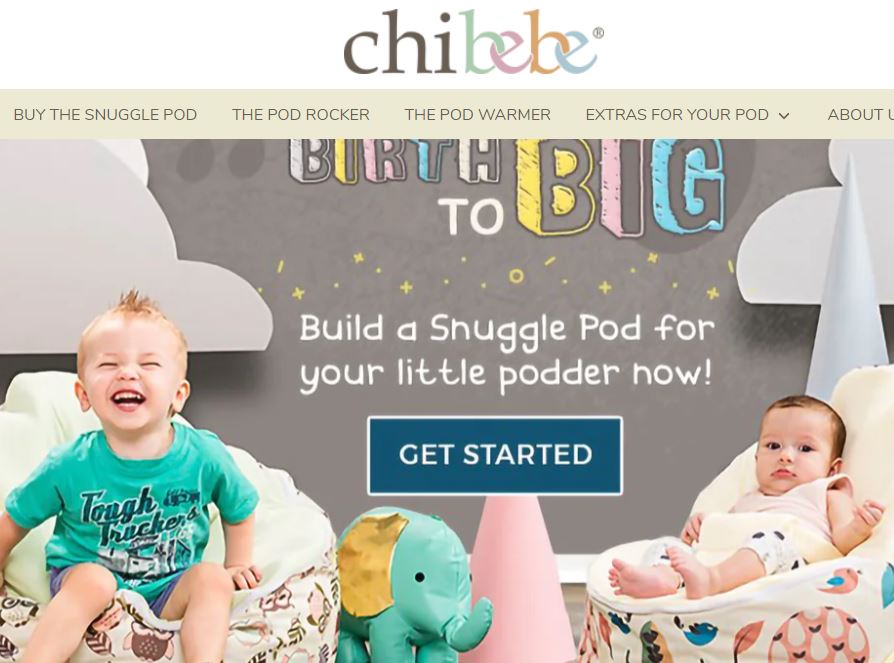 chibebe®
BUY THE SNUGGLE POD THE POD ROCKER THE POD WARMER EXTRAS FOR YOUR POD ABOUT U
BIRTH
TO BIG
Build a Snuggle Pod for
your little podder now!
GET STARTED
Tough
Truckers